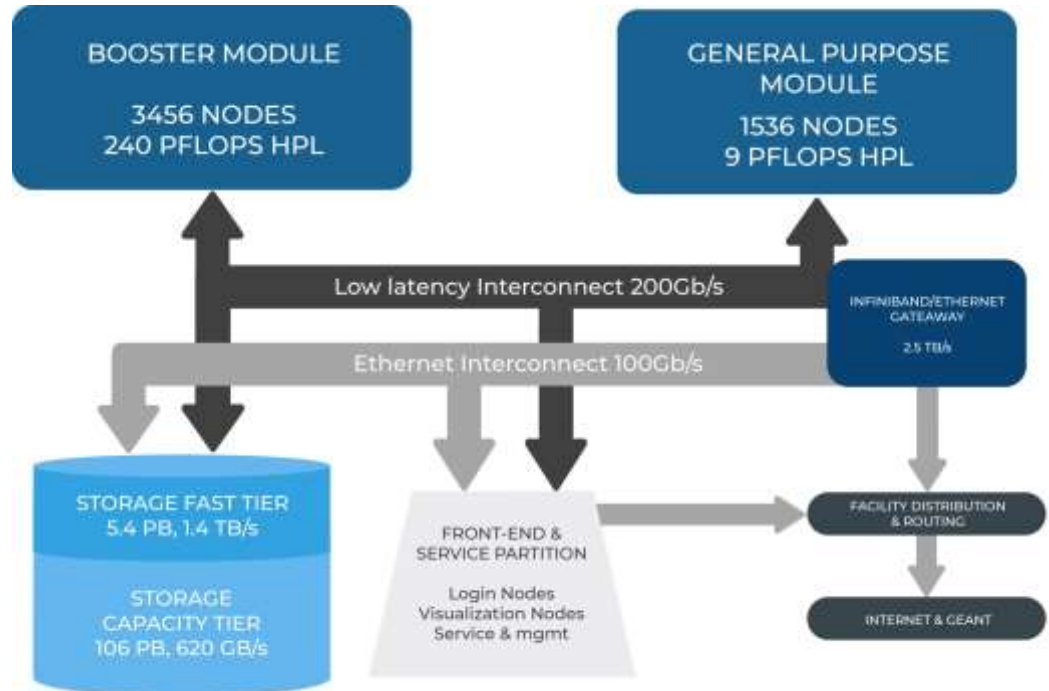 BOOSTER MODULE
3456 NODES
240 PFLOPS HPL
GENERAL PURPOSE
MODULE
1536 NODES
9 PFLOPS HPL
Low latency Interconnect 200Gb/s
INFINIBAND/ETHERNET
GATEAWAY
2.5 TB/s
Ethernet Interconnect 100Gb/s
STORAGE FAST TIER
5.4 PB, 1.4 TB/s
STORAGE
CAPACITY TIER
106 PB, 620 GB/s
FRONT-END &
SERVICE PARTITION
Login Nodes
Visualization Nodes
Service & mgmt
FACILITY DISTRIBUTION
& ROUTING
INTERNET & GEANT